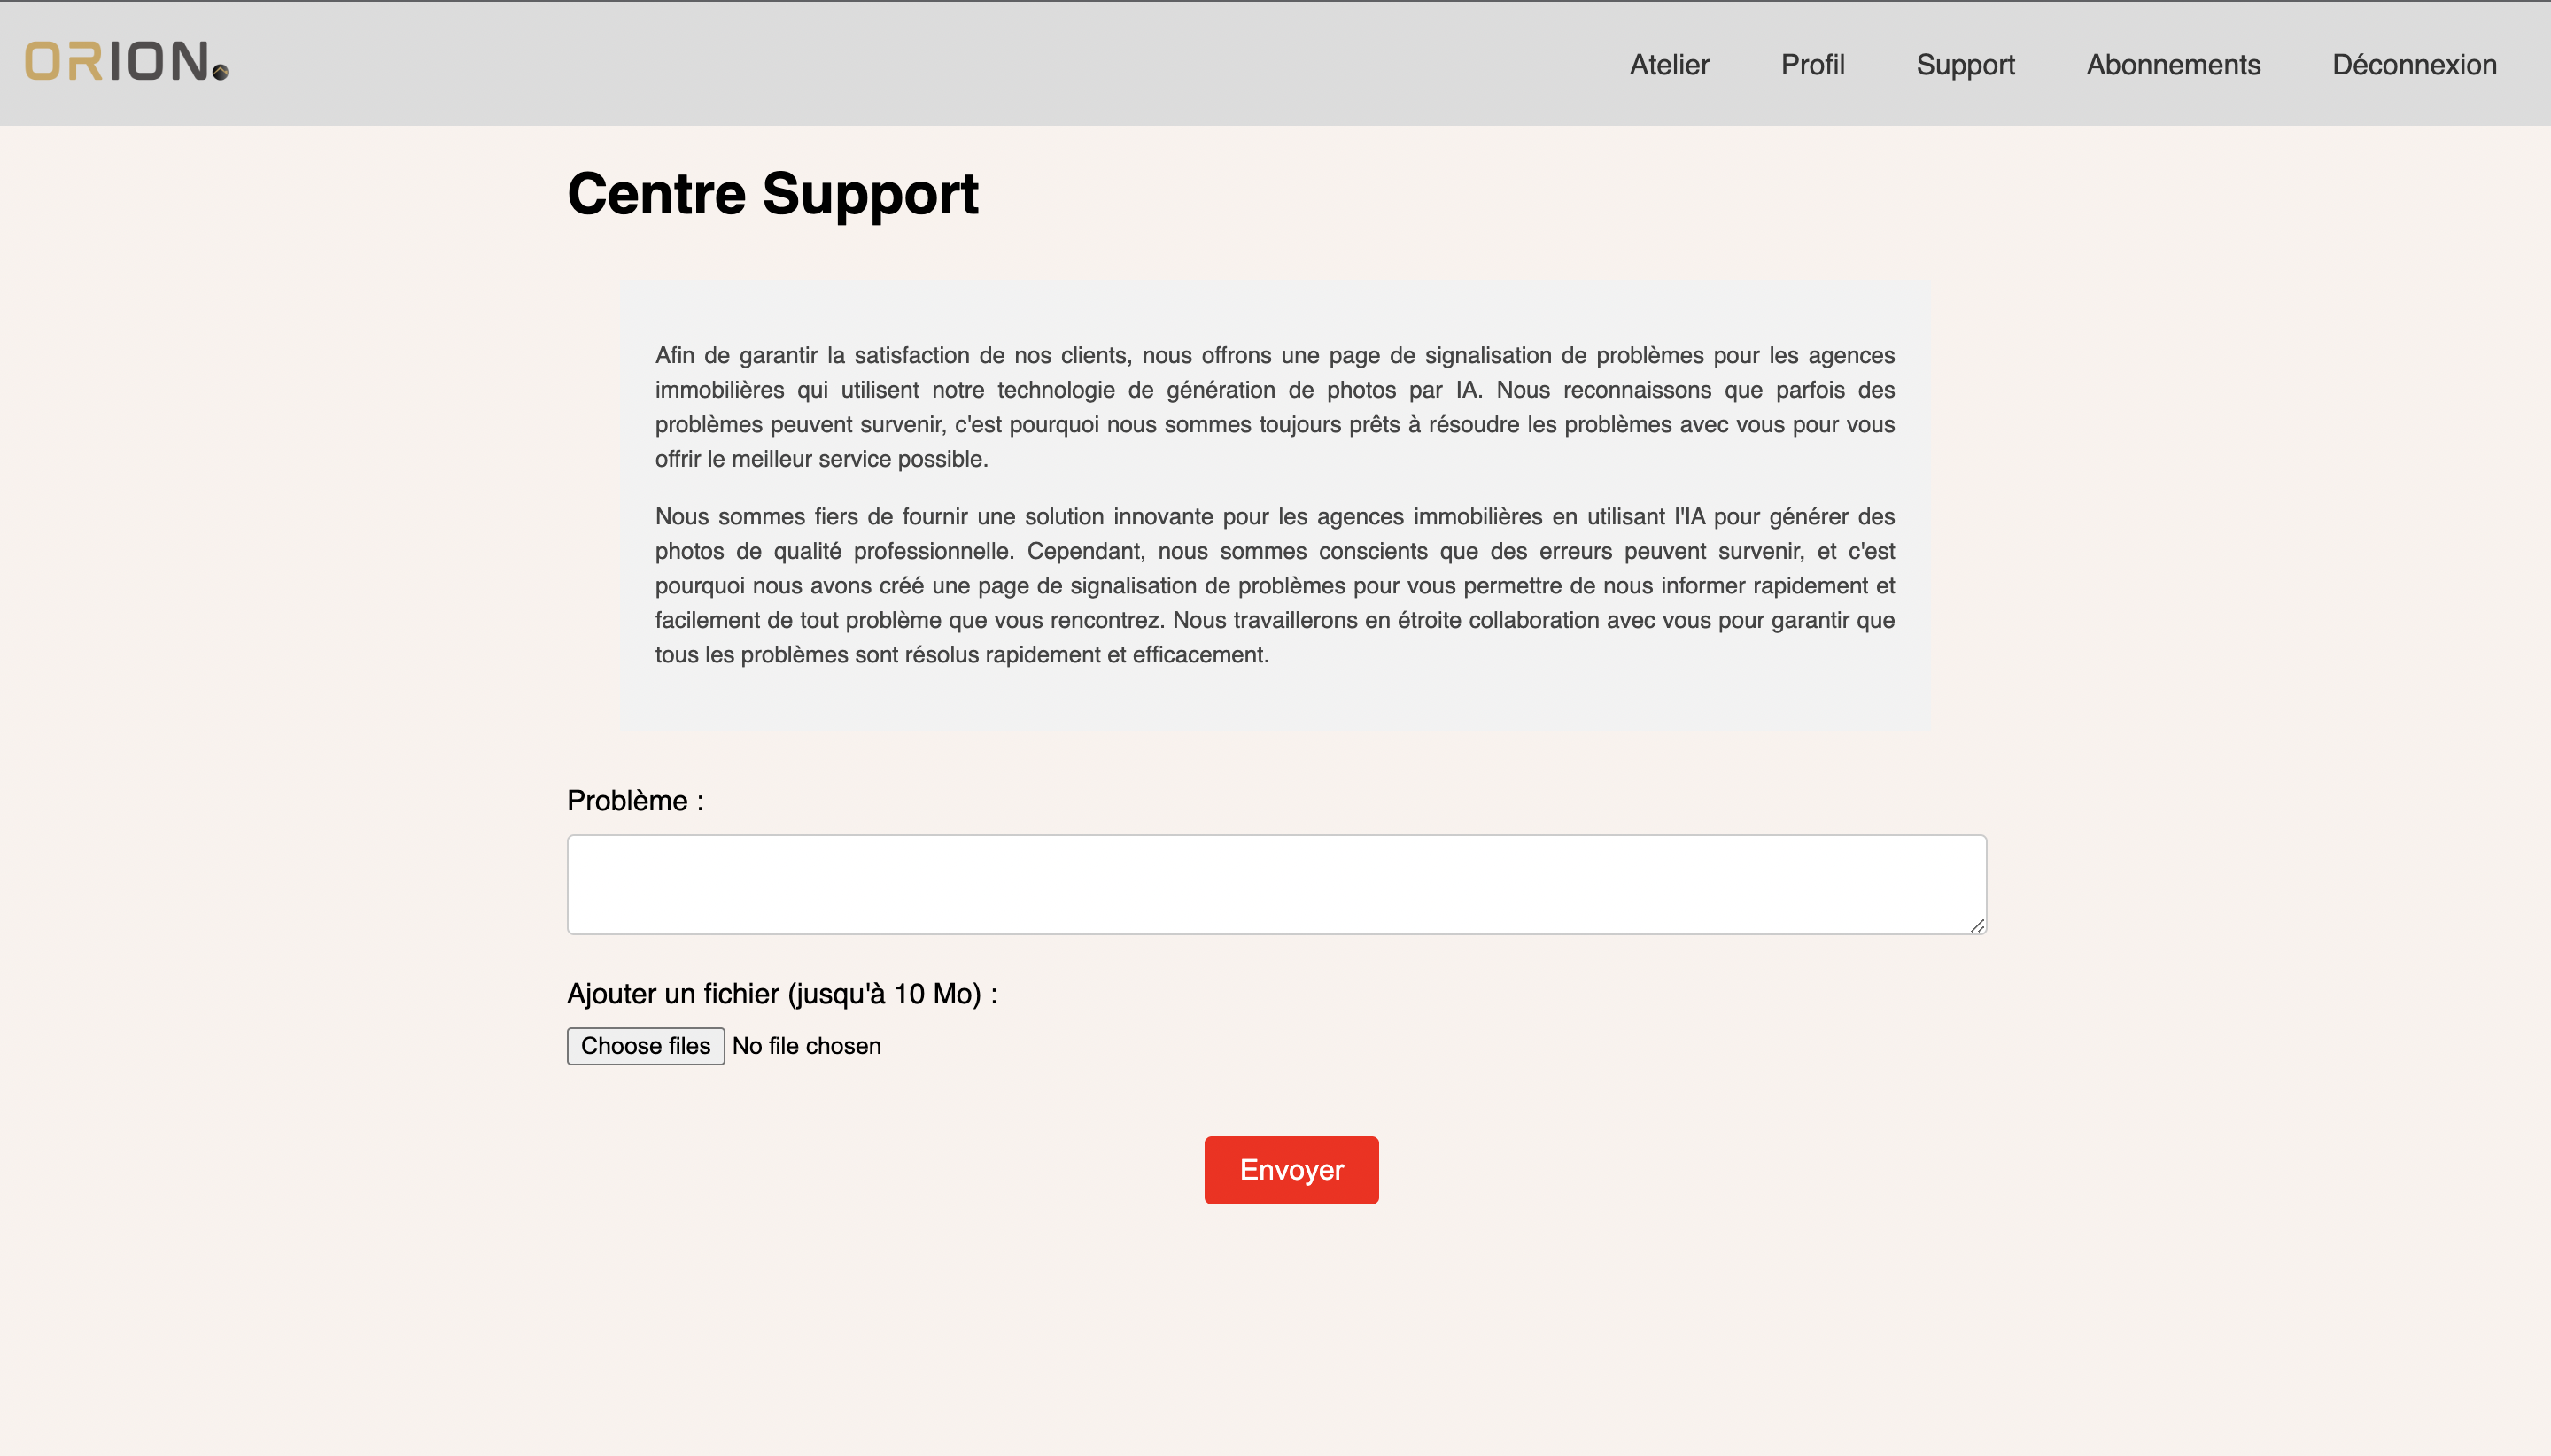 ORION.
Atelier Profil Support Abonnements Déconnexion
Centre Support
Afin de garantir la satisfaction de nos clients, nous offrons une page de signalisation de problèmes pour les agences
immobilières qui utilisent notre technologie de génération de photos par IA. Nous reconnaissons que parfois des
problèmes peuvent survenir, c'est pourquoi nous sommes toujours prêts à résoudre les problèmes avec vous pour vous
offrir le meilleur service possible.
Nous sommes fiers de fournir une solution innovante pour les agences immobilières en utilisant l'IA pour générer des
photos de qualité professionnelle. Cependant, nous sommes conscients que des erreurs peuvent survenir, et c'est
pourquoi nous avons créé une page de signalisation de problèmes pour vous permettre de nous informer rapidement et
facilement de tout problème que vous rencontrez. Nous travaillerons en étroite collaboration avec vous pour garantir que
tous les problèmes sont résolus rapidement et efficacement.
Problème :
Ajouter un fichier (jusqu'à 10 Mo) :
Choose files No file chosen
Envoyer